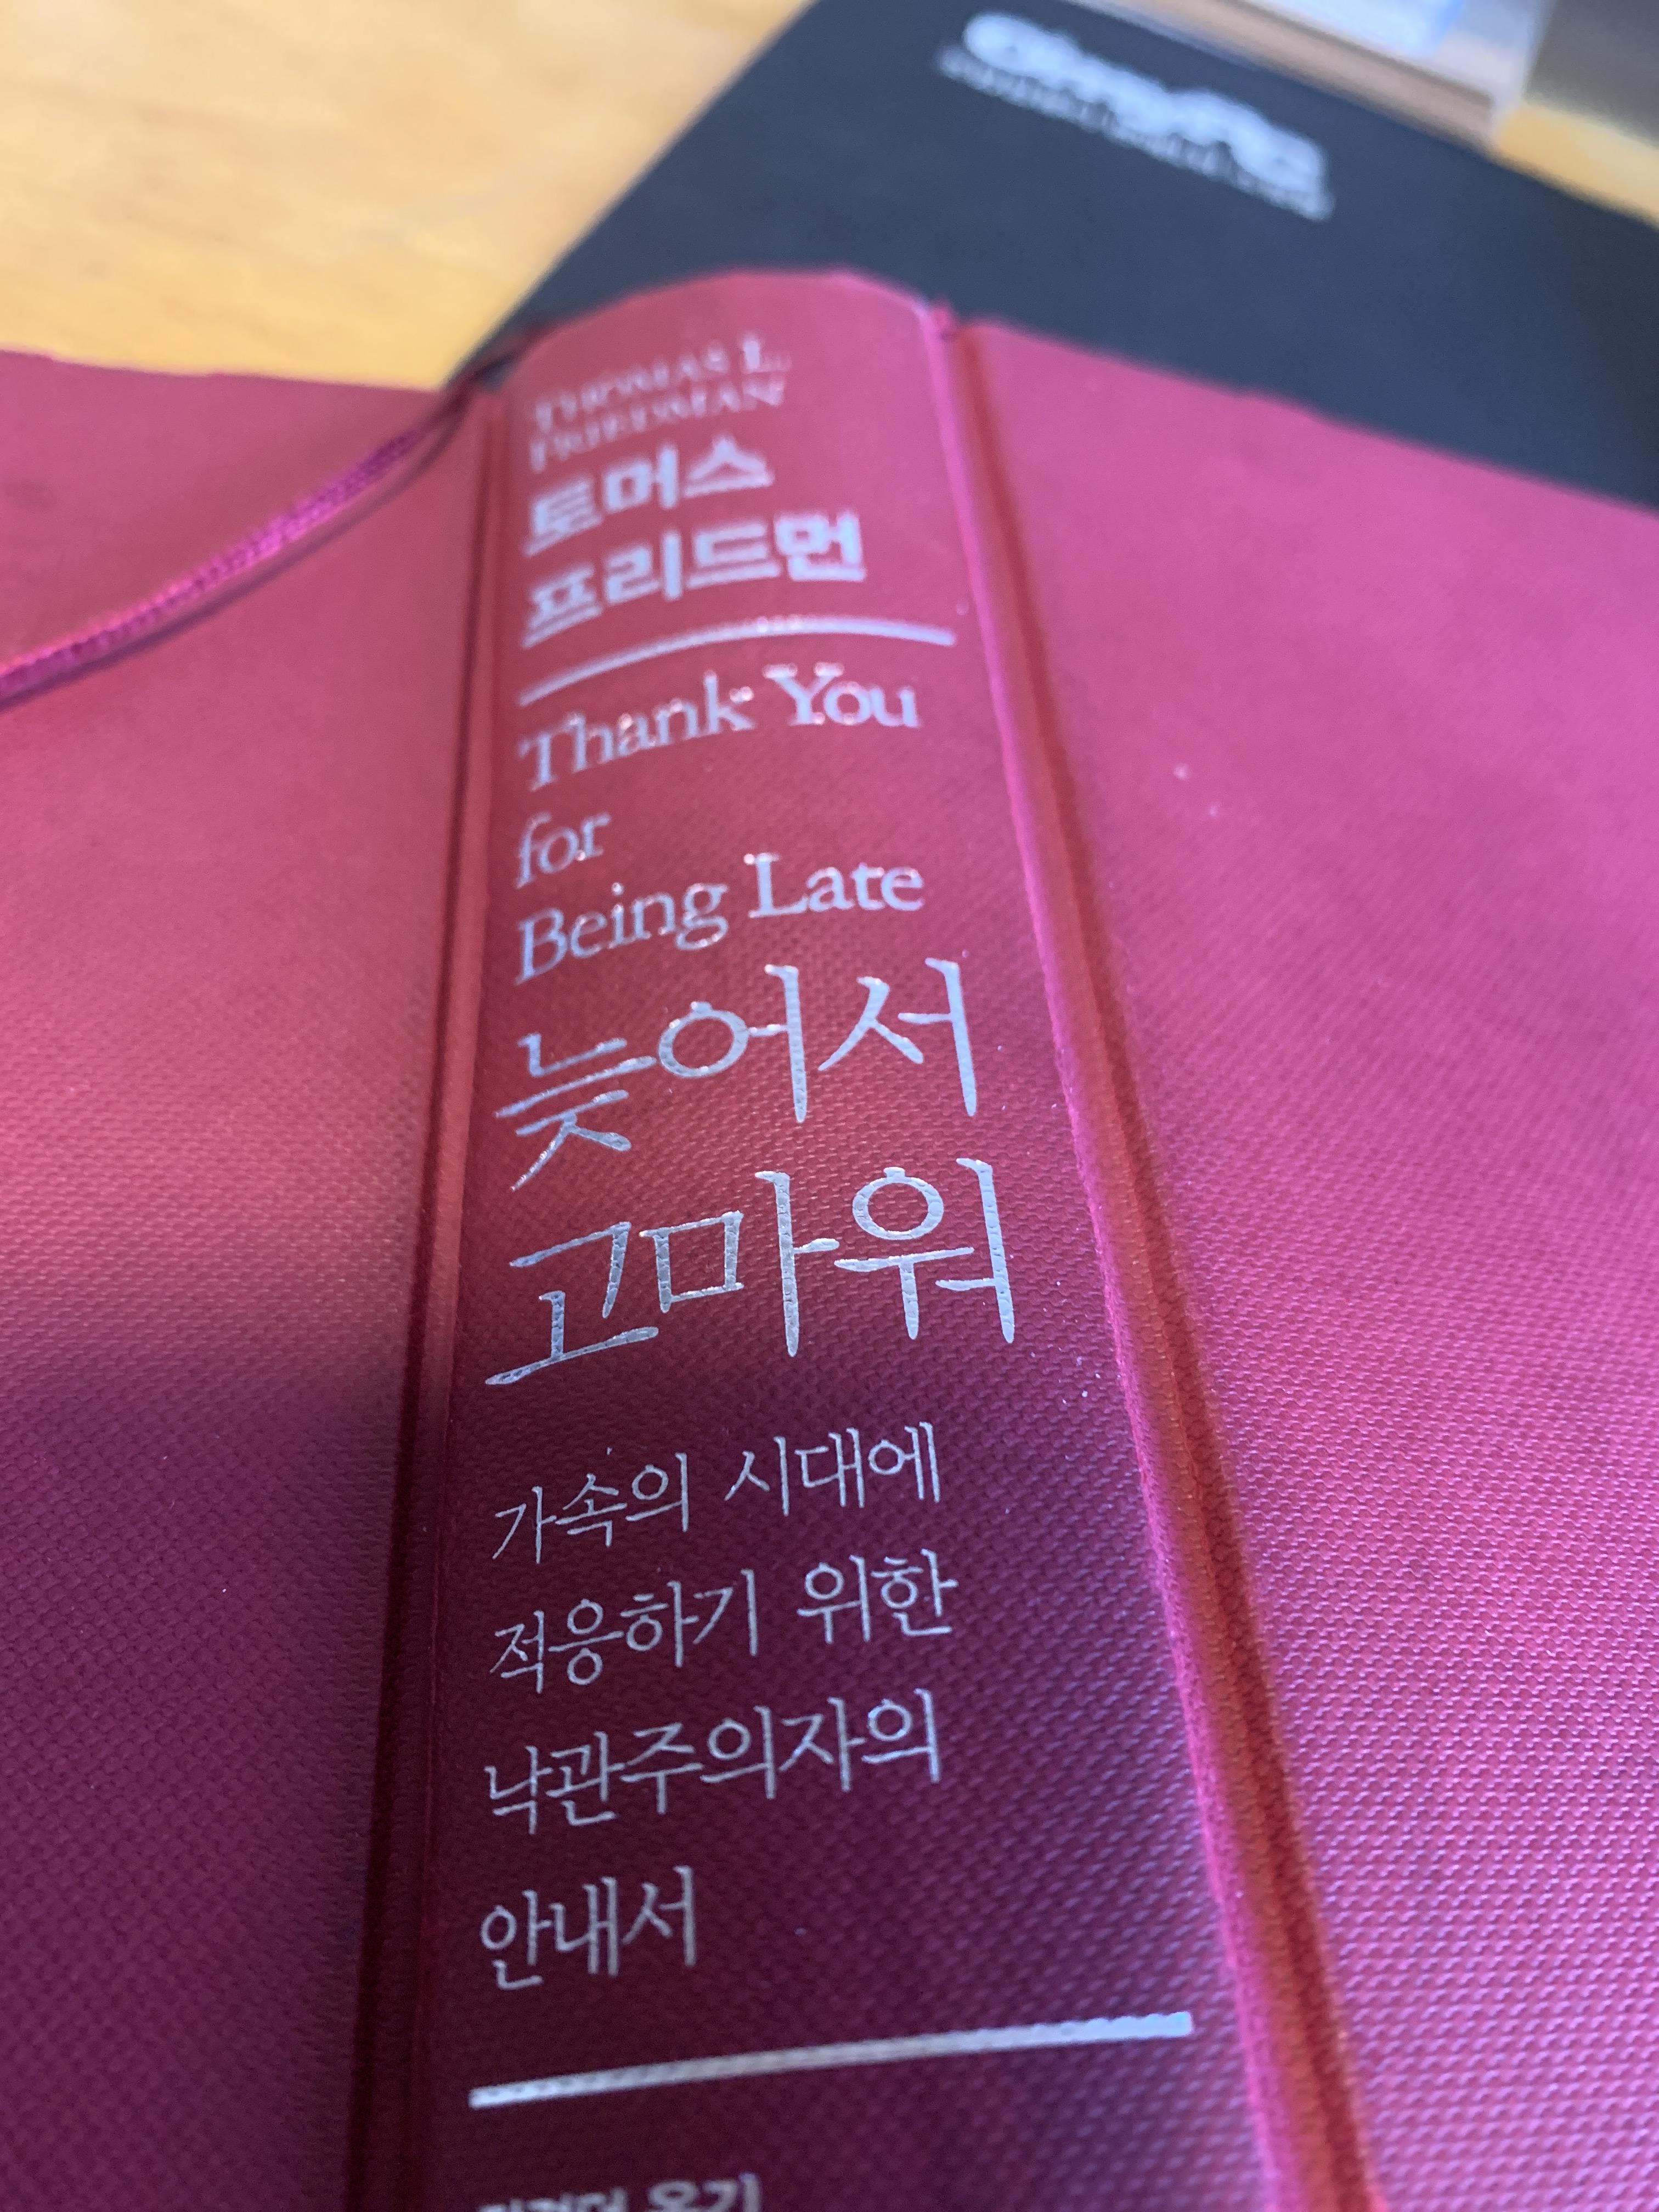 THOMAS L.
FRIEDMAN
토머스
프리드먼
Thank You
for
Being Late
늦어서
고마워
가속의 시대에
적응하기 위한
낙관주의자의
안내서
옮김